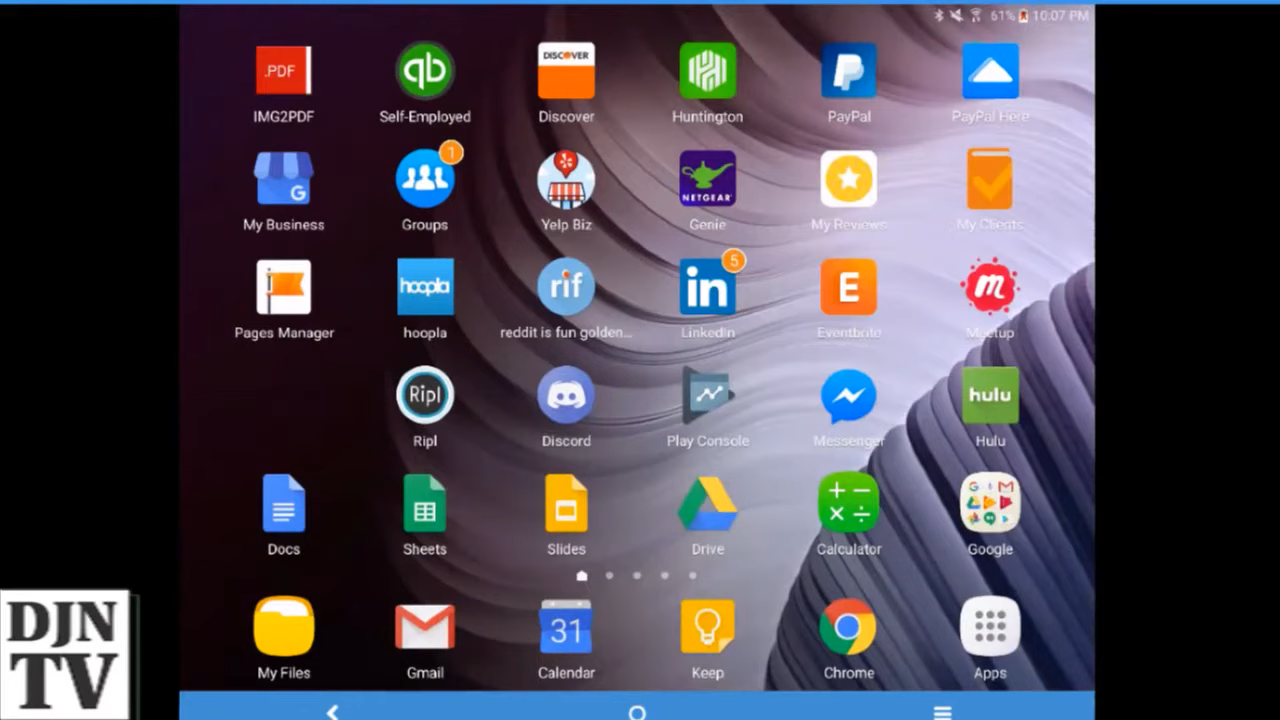 61% 10:07 PM
.PDF
qb
DISCOVER
IMG2PDF Self-Employed Discover Huntington PayPal PayPal Here
1
G
NETGEAR
My Business Groups Yelp Biz Genie My Reviews My Clients
5
hoopla rif in E m
Pages Manager hoopla reddit is fun golden... LinkedIn Eventbrite Meetup
Ripl hulu
Ripl Discord Play Console Messenger Hulu
Docs Sheets Slides Drive Calculator Google
31
My Files Gmail Calendar Keep Chrome Apps
DJN
TV